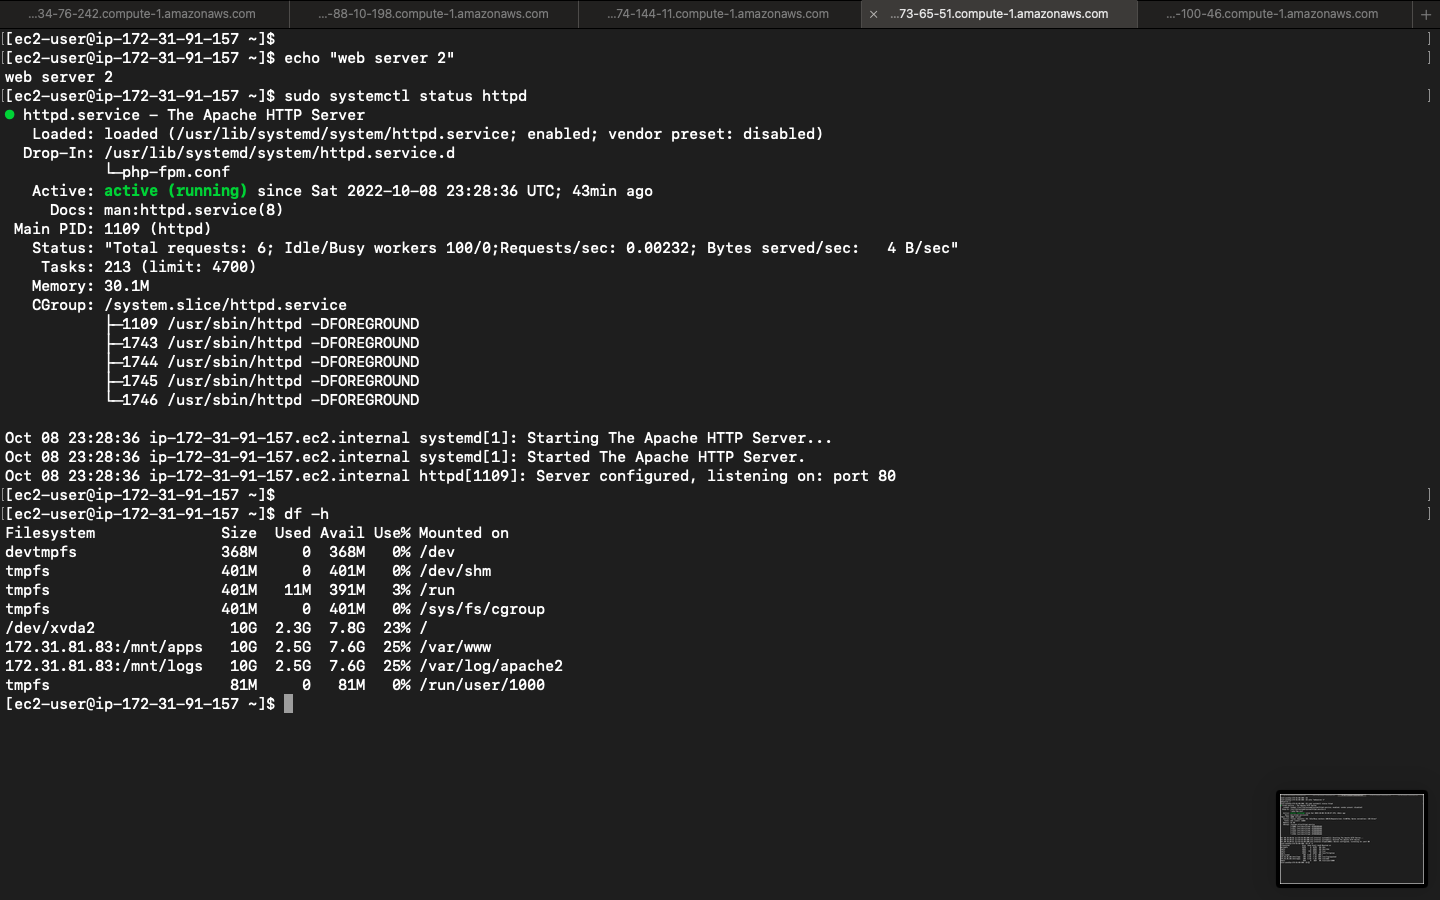 ...34-76-242.compute-1.amazonaws.com ...-88-10-198.compute-1.amazonaws.com ...74-144-11.compute-1.amazonaws.com × ...73-65-51.compute-1.amazonaws.com ...-100-46.compute-1.amazonaws.com +
[[ec2-user@ip-172-31-91-157 ~]$ ]
[[ec2-user@ip-172-31-91-157 ~]$ echo "web server 2" ]
web server 2
[[ec2-user@ip-172-31-91-157 ~]$ sudo systemctl status httpd ]
● httpd.service - The Apache HTTP Server
   Loaded: loaded (/usr/lib/systemd/system/httpd.service; enabled; vendor preset: disabled)
  Drop-In: /usr/lib/systemd/system/httpd.service.d
           └─php-fpm.conf
   Active: active (running) since Sat 2022-10-08 23:28:36 UTC; 43min ago
     Docs: man:httpd.service(8)
 Main PID: 1109 (httpd)
   Status: "Total requests: 6; Idle/Busy workers 100/0;Requests/sec: 0.00232; Bytes served/sec:   4 B/sec"
    Tasks: 213 (limit: 4700)
   Memory: 30.1M
   CGroup: /system.slice/httpd.service
           ├─1109 /usr/sbin/httpd -DFOREGROUND
           ├─1743 /usr/sbin/httpd -DFOREGROUND
           ├─1744 /usr/sbin/httpd -DFOREGROUND
           ├─1745 /usr/sbin/httpd -DFOREGROUND
           └─1746 /usr/sbin/httpd -DFOREGROUND
Oct 08 23:28:36 ip-172-31-91-157.ec2.internal systemd[1]: Starting The Apache HTTP Server...
Oct 08 23:28:36 ip-172-31-91-157.ec2.internal systemd[1]: Started The Apache HTTP Server.
Oct 08 23:28:36 ip-172-31-91-157.ec2.internal httpd[1109]: Server configured, listening on: port 80
[[ec2-user@ip-172-31-91-157 ~]$ ]
[[ec2-user@ip-172-31-91-157 ~]$ df -h ]
Filesystem              Size  Used Avail Use% Mounted on
devtmpfs                368M     0  368M   0% /dev
tmpfs                   401M     0  401M   0% /dev/shm
tmpfs                   401M   11M  391M   3% /run
tmpfs                   401M     0  401M   0% /sys/fs/cgroup
/dev/xvda2               10G  2.3G  7.8G  23% /
172.31.81.83:/mnt/apps   10G  2.5G  7.6G  25% /var/www
172.31.81.83:/mnt/logs   10G  2.5G  7.6G  25% /var/log/apache2
tmpfs                    81M     0   81M   0% /run/user/1000
[ec2-user@ip-172-31-91-157 ~]$